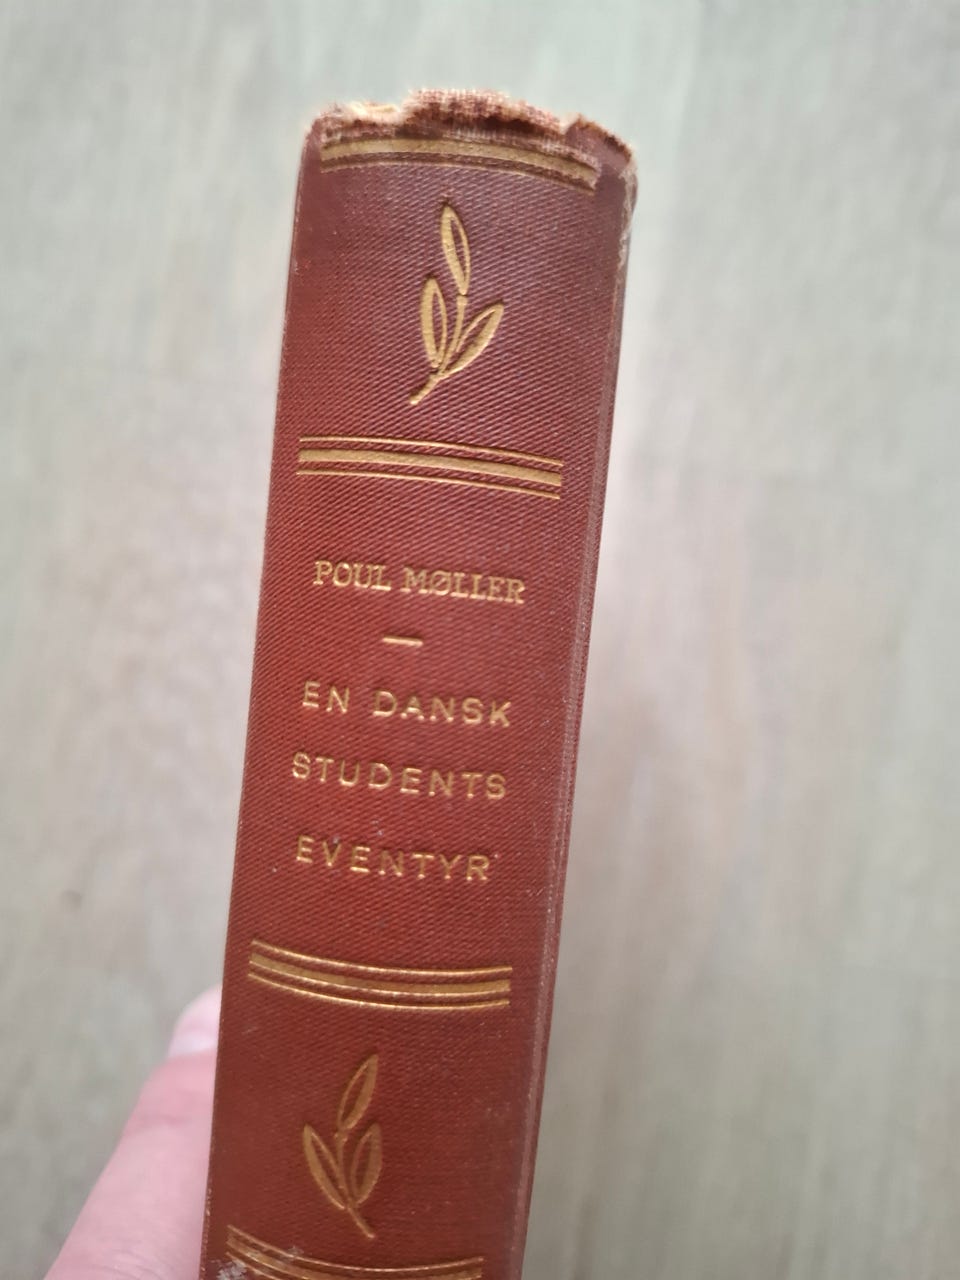 POUL MØLLER
—
EN DANSK
STUDENTS
EVENTYR